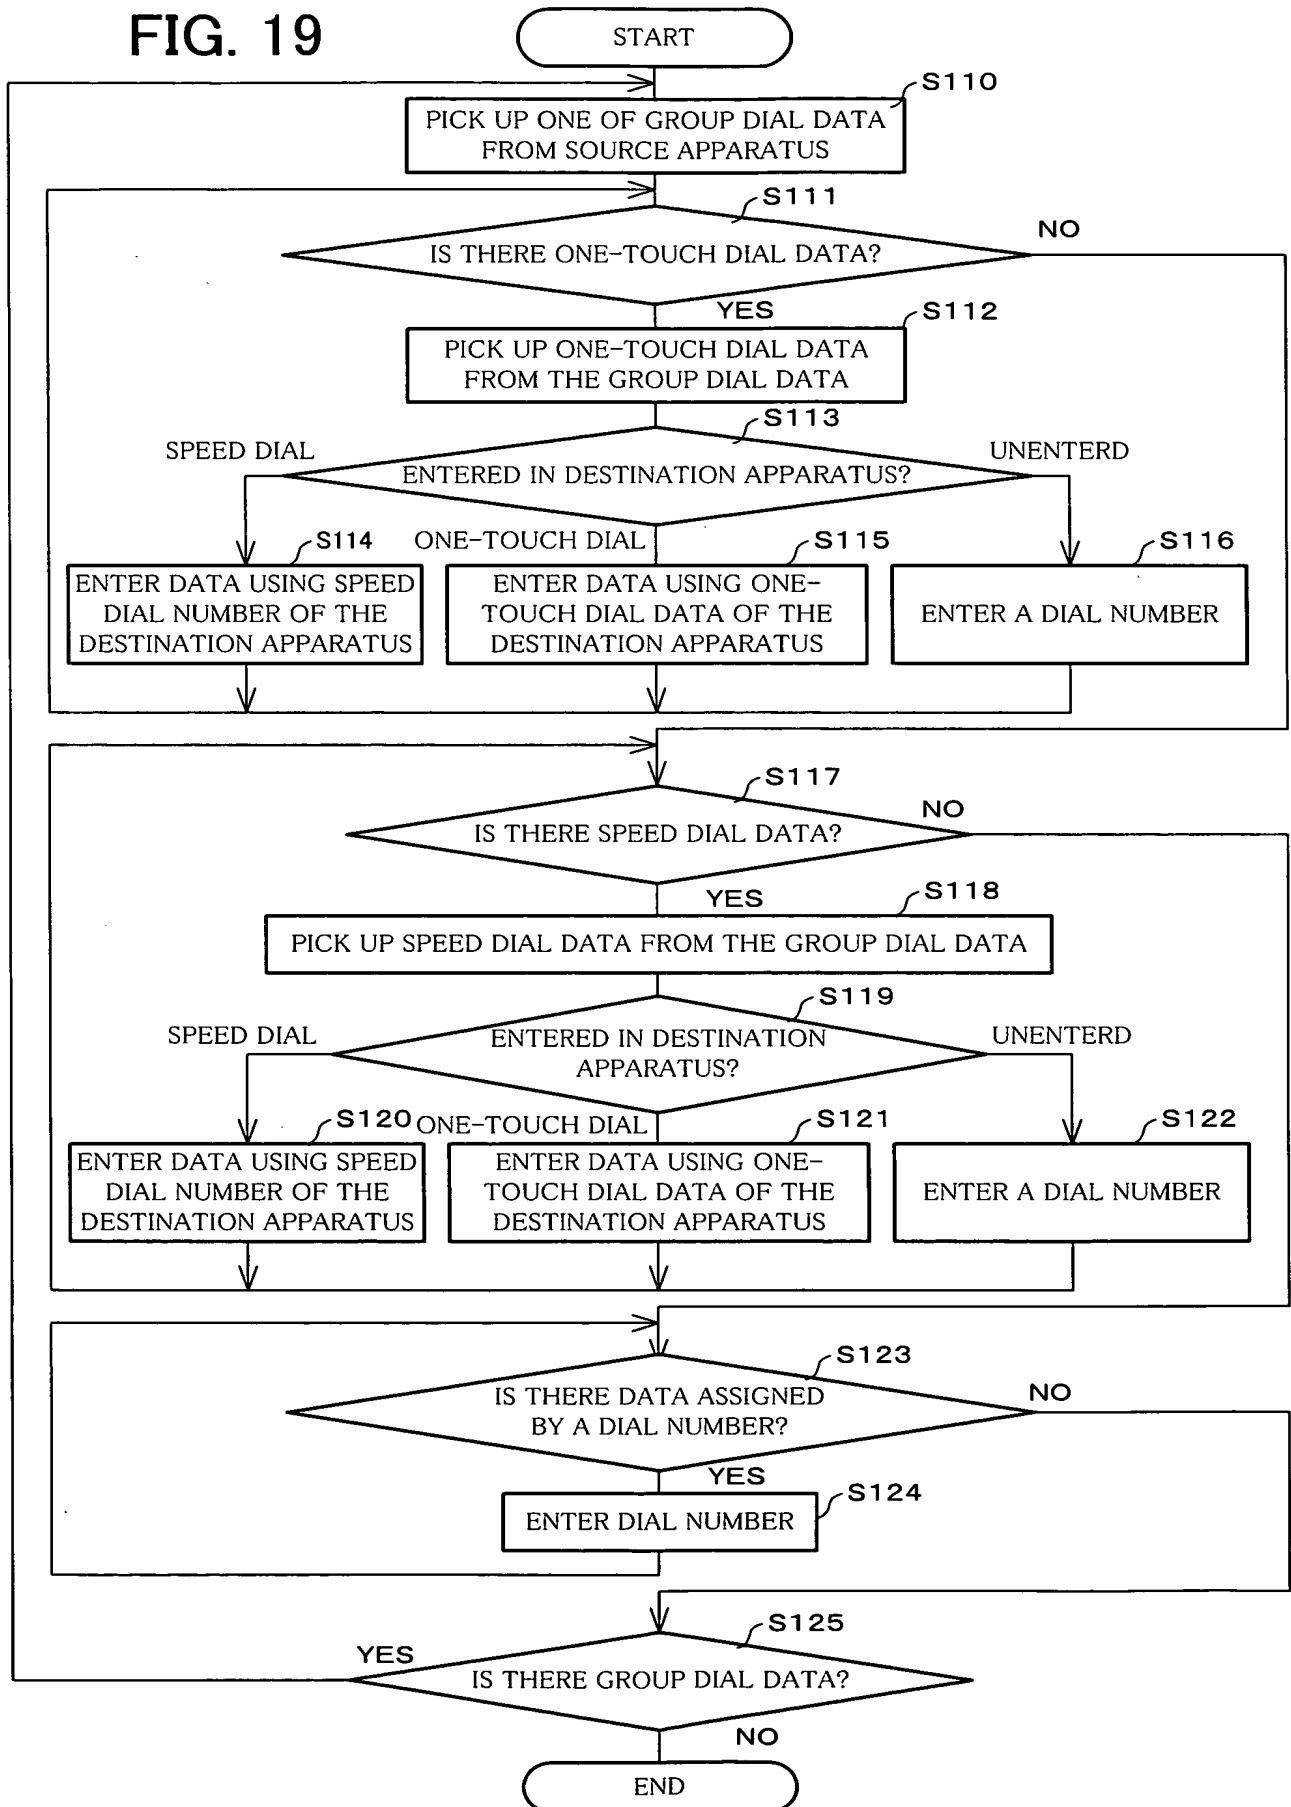 FIG. 19
START
S110
PICK UP ONE OF GROUP DIAL DATA
FROM SOURCE APPARATUS
S111
NO
IS THERE ONE-TOUCH DIAL DATA?
YES
S112
PICK UP ONE-TOUCH DIAL DATA
FROM THE GROUP DIAL DATA
S113
SPEED DIAL
UNENTERD
ENTERED IN DESTINATION APPARATUS?
S114
ONE-TOUCH DIAL
S115
S116
ENTER DATA USING SPEED
DIAL NUMBER OF THE
DESTINATION APPARATUS
ENTER DATA USING ONE-
TOUCH DIAL DATA OF THE
DESTINATION APPARATUS
ENTER A DIAL NUMBER
S117
NO
IS THERE SPEED DIAL DATA?
YES
S118
PICK UP SPEED DIAL DATA FROM THE GROUP DIAL DATA
S119
SPEED DIAL
UNENTERD
ENTERED IN DESTINATION
APPARATUS?
S120
ONE-TOUCH DIAL
S121
S122
ENTER DATA USING SPEED
DIAL NUMBER OF THE
DESTINATION APPARATUS
ENTER DATA USING ONE-
TOUCH DIAL DATA OF THE
DESTINATION APPARATUS
ENTER A DIAL NUMBER
S123
NO
IS THERE DATA ASSIGNED
BY A DIAL NUMBER?
YES
S124
ENTER DIAL NUMBER
S125
YES
IS THERE GROUP DIAL DATA?
NO
END